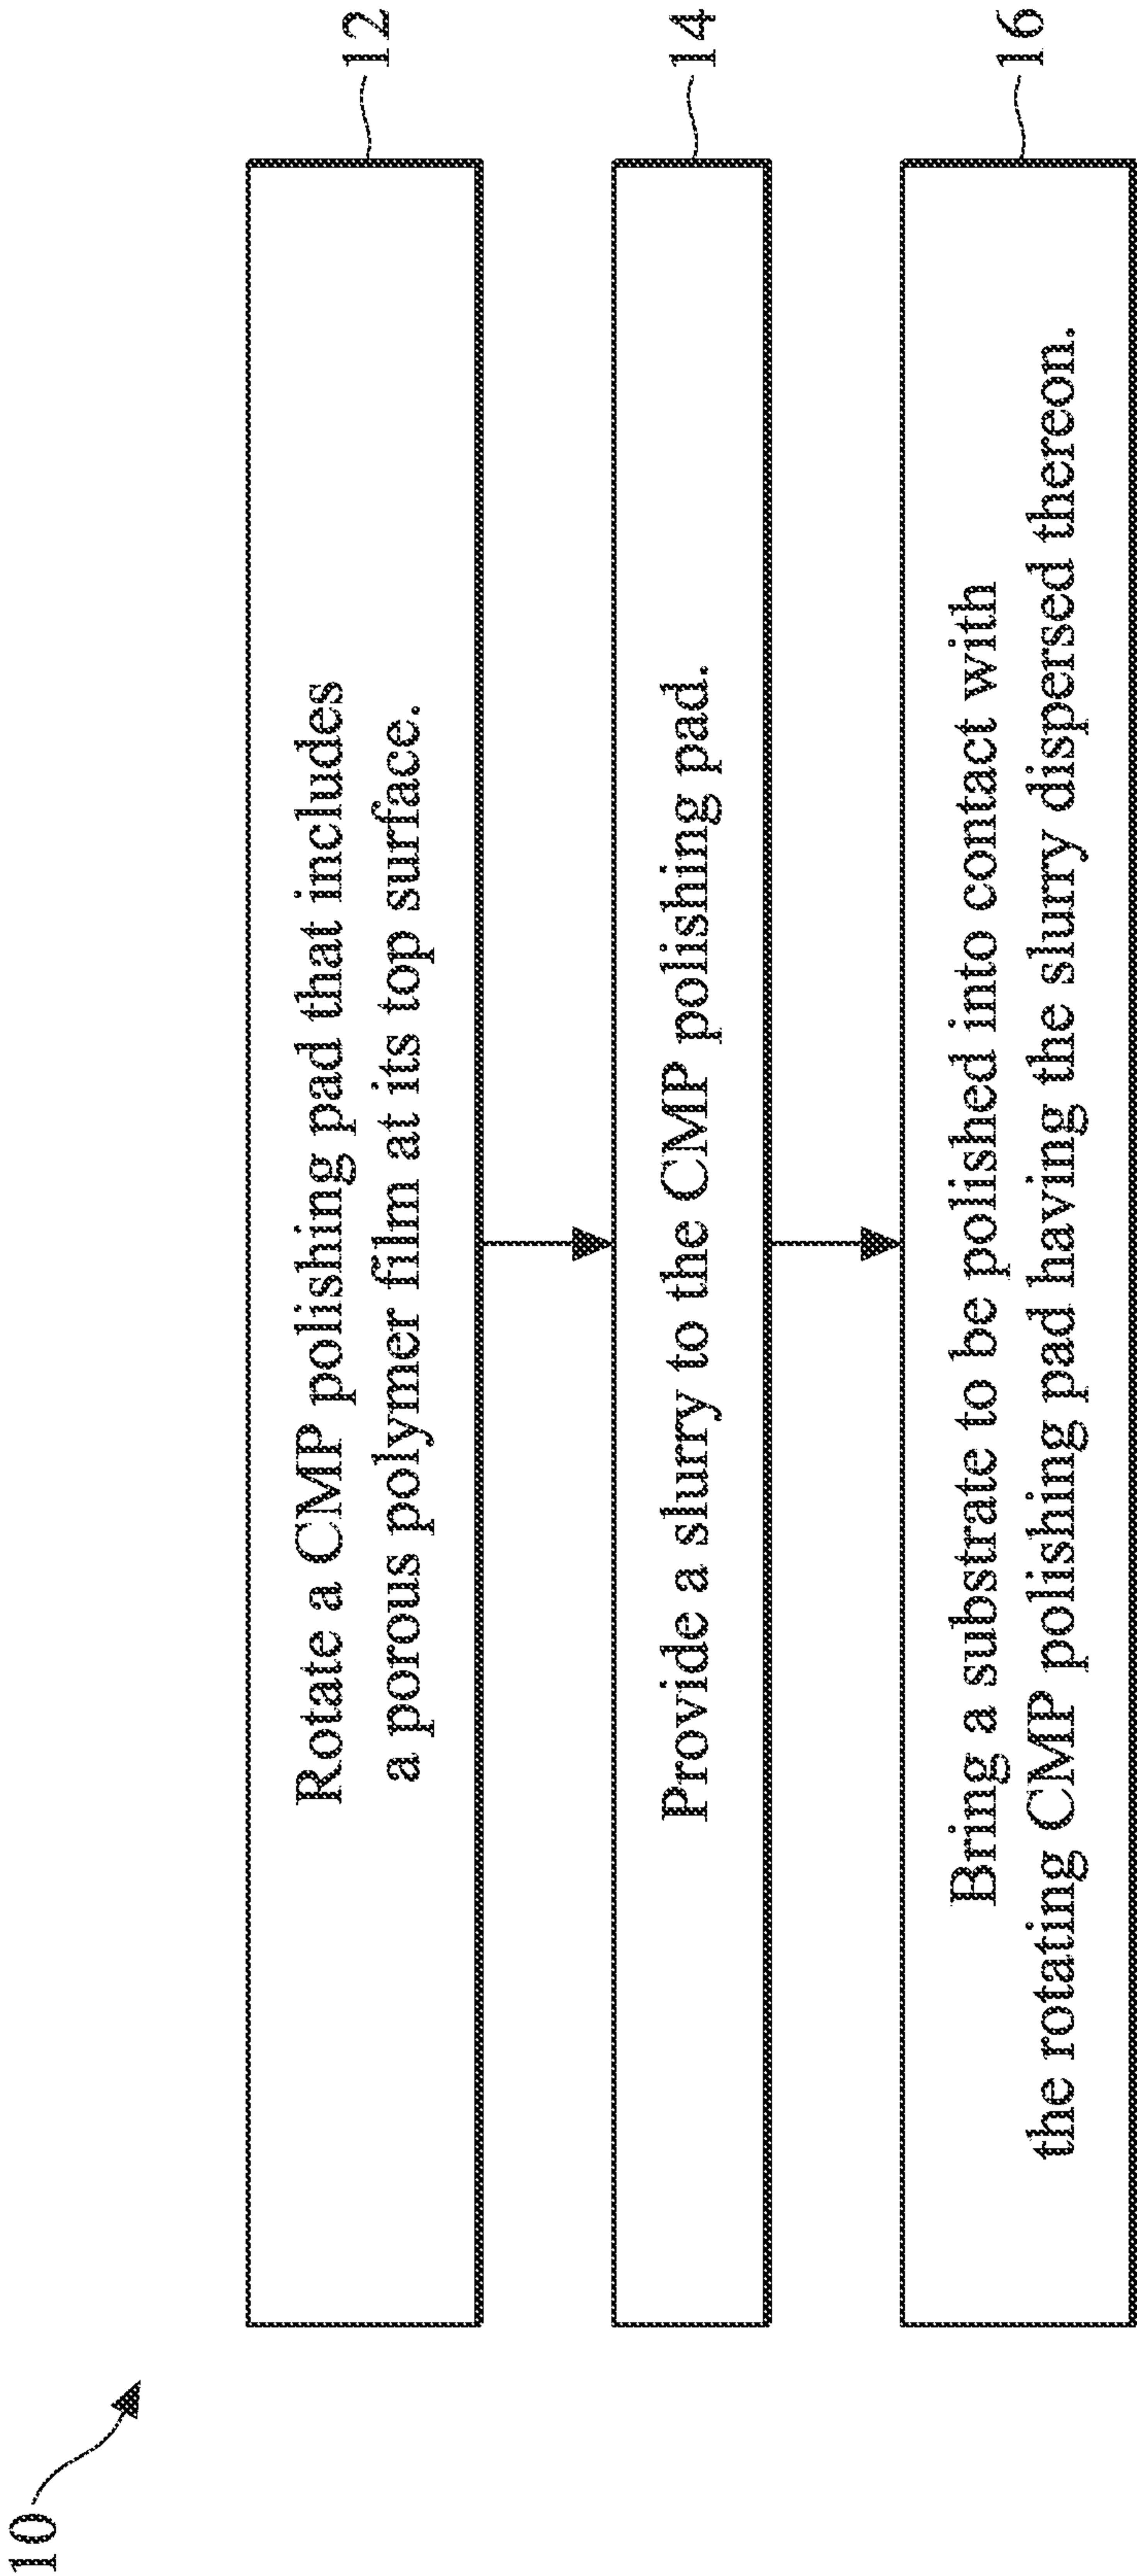 10
Rotate a CMP polishing pad that includes
a porous polymer film at its top surface.
12
Provide a slurry to the CMP polishing pad.
14
Bring a substrate to be polished into contact with
the rotating CMP polishing pad having the slurry dispersed thereon.
16